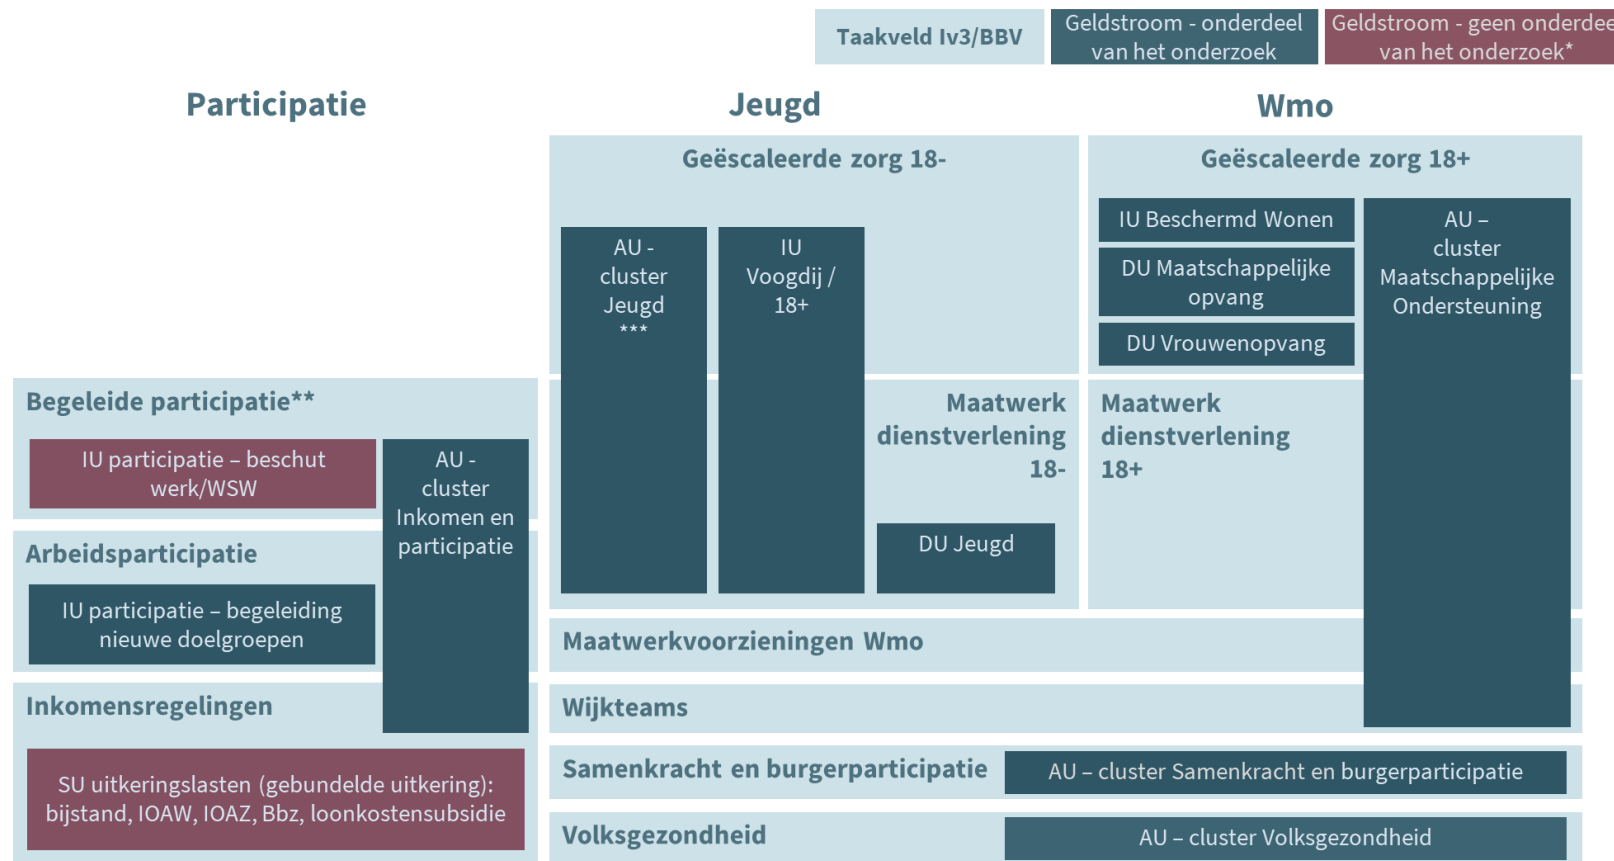 Taakveld Iv3/BBV
Geldstroom - onderdeel
van het onderzoek
Geldstroom - geen onderdee
van het onderzoek*
Participatie
Jeugd
Wmo
Geëscaleerde zorg 18-
AU -
cluster
Jeugd
***
IU
Voogdij /
18+
Geëscaleerde zorg 18+
IU Beschermd Wonen
DU Maatschappelijke
opvang
DU Vrouwenopvang
AU –
cluster
Maatschappelijke
Ondersteuning
Begeleide participatie**
IU participatie – beschut
werk/WSW
AU -
cluster
Inkomen en
participatie
Maatwerk
dienstverlening
18-
DU Jeugd
Maatwerk
dienstverlening
18+
Arbeidsparticipatie
IU participatie – begeleiding
nieuwe doelgroepen
Maatwerkvoorzieningen Wmo
Inkomensregelingen
SU uitkeringslasten (gebundelde uitkering):
bijstand, IOAW, IOAZ, Bbz, loonkostensubsidie
Wijkteams
Samenkracht en burgerparticipatie
AU – cluster Samenkracht en burgerparticipatie
Volksgezondheid
AU – cluster Volksgezondheid